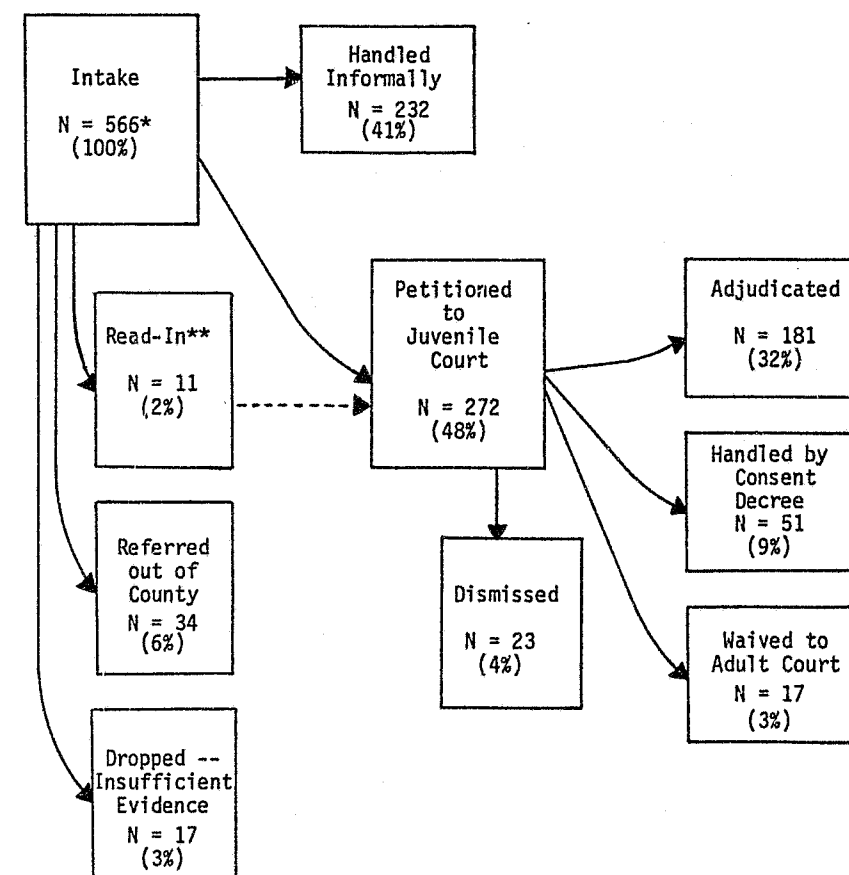 Intake
N = 566*
(100%)
Handled
Informally
N = 232
(41%)
Read-In**
N = 11
(2%)
Petitioned
to
Juvenile
Court
N = 272
(48%)
Adjudicated
N = 181
(32%)
Handled by
Consent
Decree
N = 51
(9%)
Referred
out of
County
N = 34
(6%)
Dismissed
N = 23
(4%)
Waived to
Adult Court
N = 17
(3%)
Dropped --
Insufficient
Evidence
N = 17
(3%)